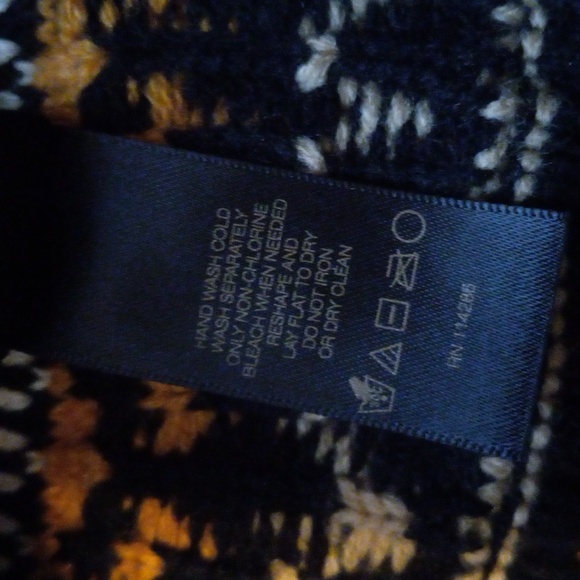 HAND WASH COLD
WASH SEPARATELY
ONLY NON-CHLORINE
BLEACH WHEN NEEDED
RESHAPE AND
LAY FLAT TO DRY
DO NOT IRON
OR DRY CLEAN
RN 114286